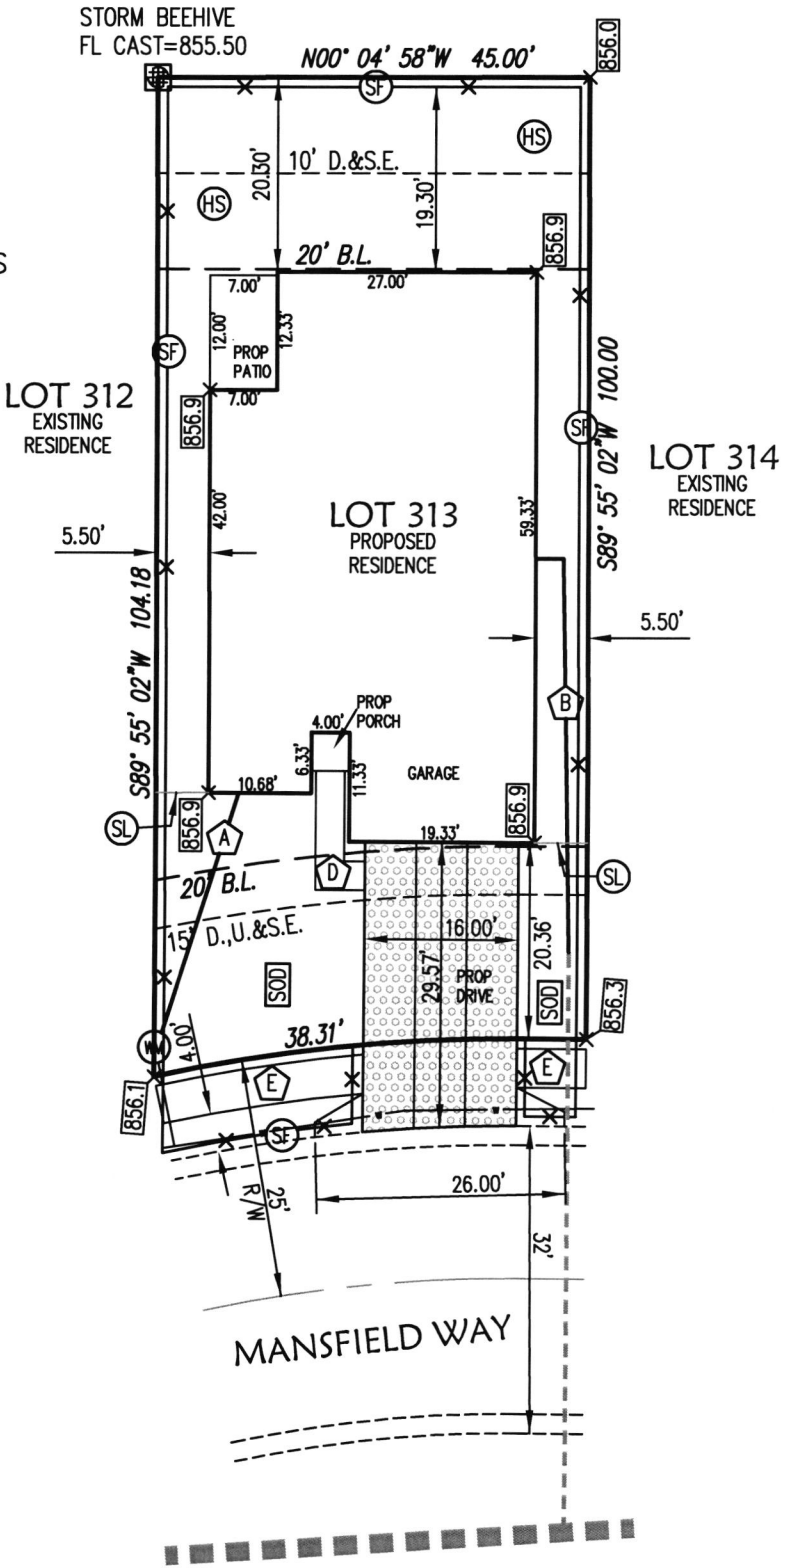 STORM BEEHIVE
FL CAST=855.50
N00° 04' 58"W 45.00'
856.0
SF
HS
20.30'
10' D.&S.E.
HS
19.30'
856.9
S
20' B.L.
7.00'
27.00'
12.00'
12.33'
PROP
PATIO
SF
7.00'
856.9
LOT 312
EXISTING
RESIDENCE
S89° 55' 02"W 100.00
SF
LOT 314
EXISTING
RESIDENCE
42.00'
59.33'
LOT 313
PROPOSED
RESIDENCE
5.50'
S89° 55' 02"W 104.18
5.50'
B
PROP
PORCH
4.00'
6.33'
11.33'
GARAGE
10.68'
856.9
856.9
SL
A
19.33'
D
SL
20' B.L.
15' D.,U.&S.E.
16.00'
29.57'
20.36'
PROP
DRIVE
SOD
SOD
856.3
WM
4.00'
38.31'
856.1
E
E
SF
25'
R/W
26.00'
32'
MANSFIELD WAY